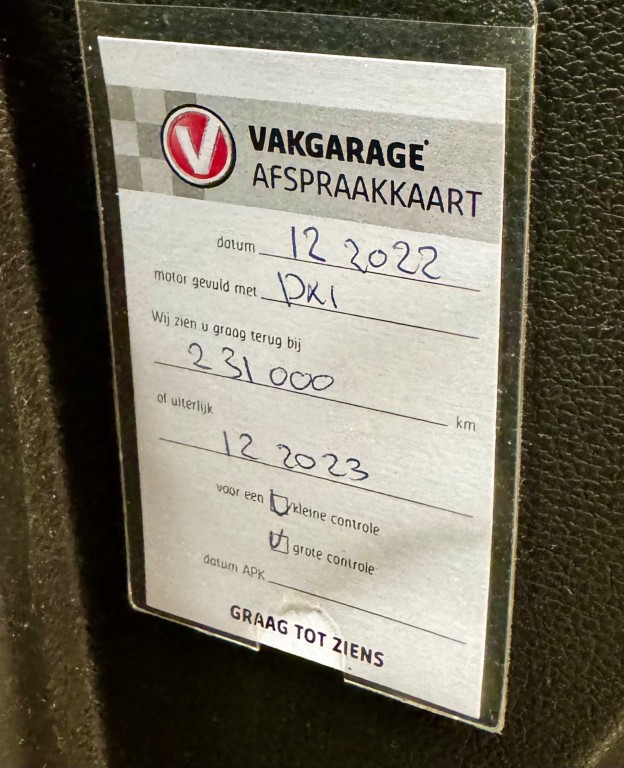 V
VAKGARAGE
AFSPRAAKKAART
datum 12 2022
motor gevuld met DX1
Wij zien u graag terug bij
231000 km
of uiterlijk
12 2023
voor een kleine controle
grote controle
datum APK
GRAAG TOT ZIENS